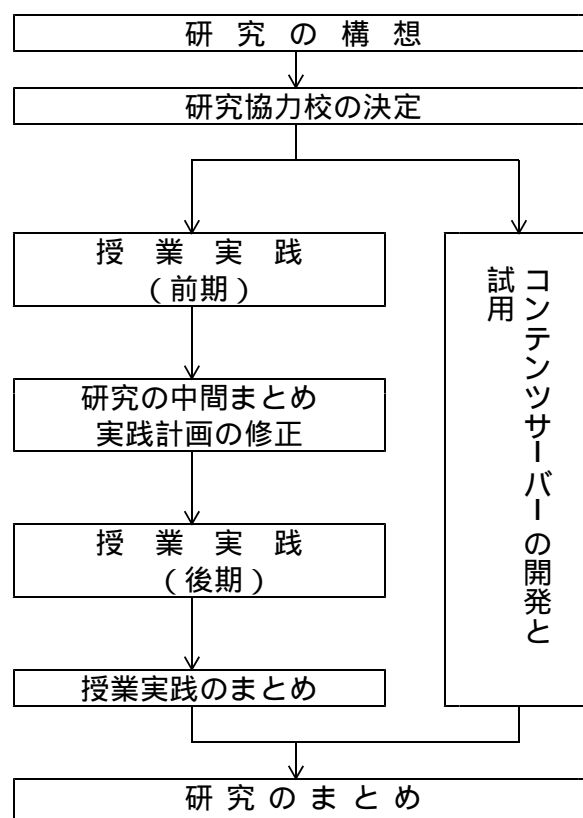 研究の構想
研究協力校の決定
授業実践
(前期)
研究の中間まとめ
実践計画の修正
授業実践
(後期)
授業実践のまとめ
コンテンツサーバーの開発と
試用
研究のまとめ